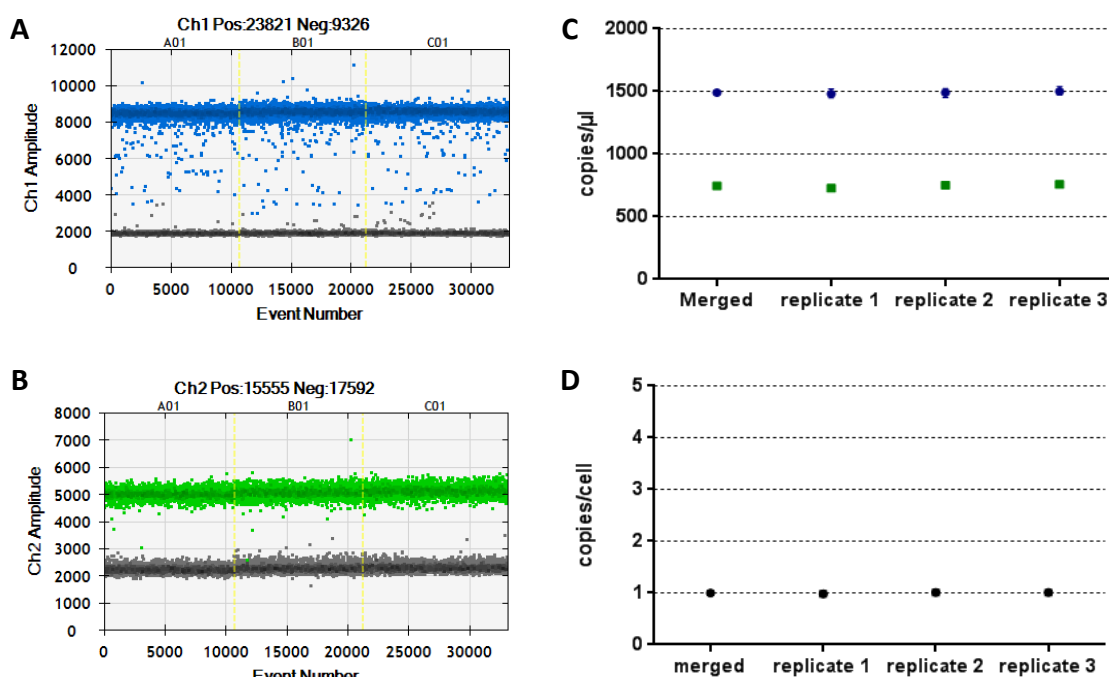 A
Ch1 Pos:23821 Neg:9326
A01 B01 C01
12000
10000
8000
6000
4000
2000
0
Ch1 Amplitude
0 5000 10000 15000 20000 25000 30000
Event Number
B
Ch2 Pos:15555 Neg:17592
A01 B01 C01
8000
7000
6000
5000
4000
3000
2000
1000
0
Ch2 Amplitude
0 5000 10000 15000 20000 25000 30000
Event Number
C
2000
1500
1000
500
0
copies/µl
Merged replicate 1 replicate 2 replicate 3
D
5
4
3
2
1
0
copies/cell
merged replicate 1 replicate 2 replicate 3